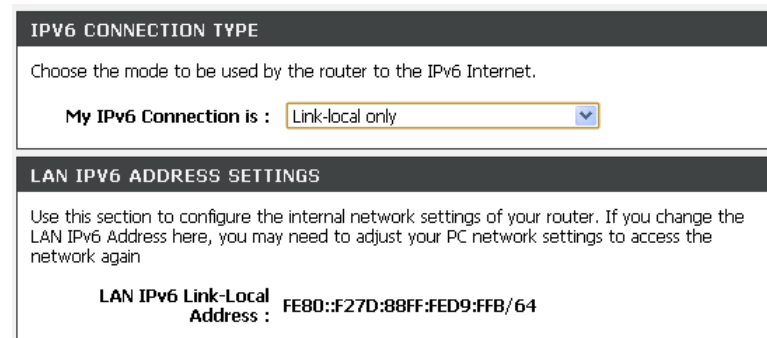 IPV6 CONNECTION TYPE
Choose the mode to be used by the router to the IPv6 Internet.
My IPv6 Connection is : Link-local only
LAN IPV6 ADDRESS SETTINGS
Use this section to configure the internal network settings of your router. If you change the
LAN IPv6 Address here, you may need to adjust your PC network settings to access the
network again
LAN IPv6 Link-Local
Address : FE80::F27D:88FF:FED9:FFB/64